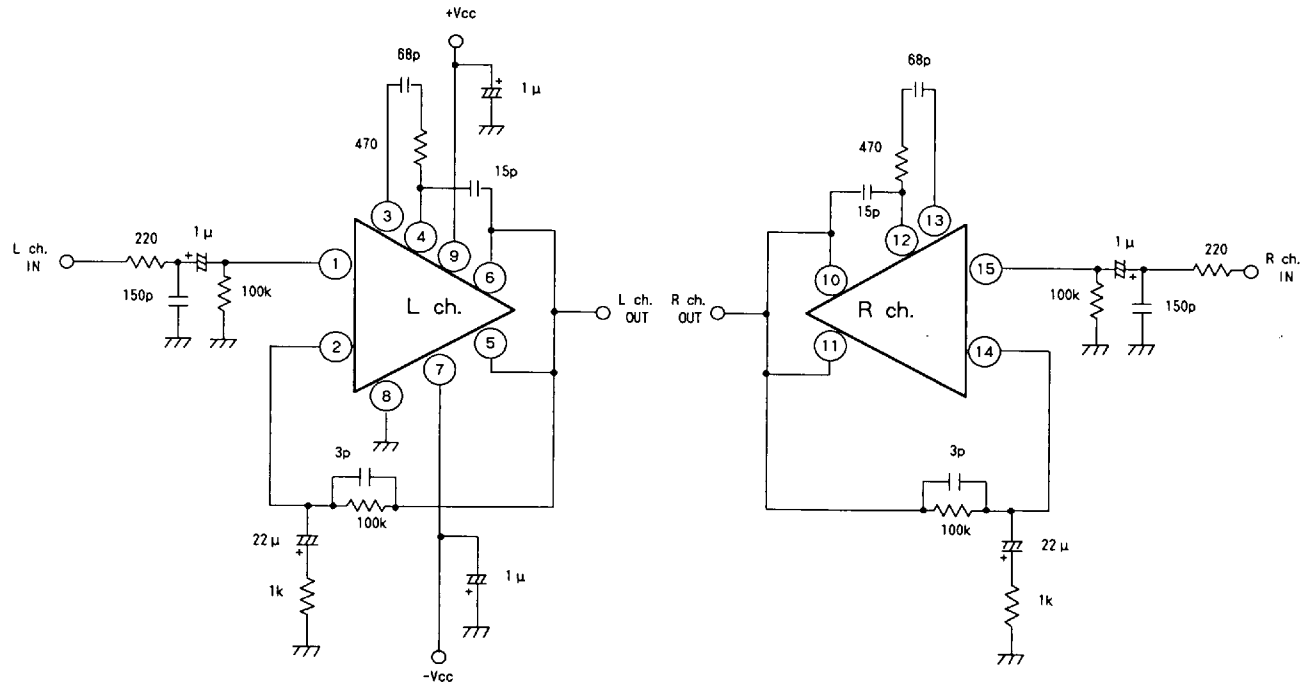 +Vcc
68p
1μ
470
15p
3
4
9
6
L ch.
IN
220
1μ
150p
100k
1
2
L ch.
5
7
8
L ch.
OUT
3p
100k
22μ
1k
1μ
-Vcc
68p
470
15p
13
12
10
11
R ch.
OUT
R ch.
15
14
1μ
220
R ch.
IN
100k
150p
3p
100k
22μ
1k